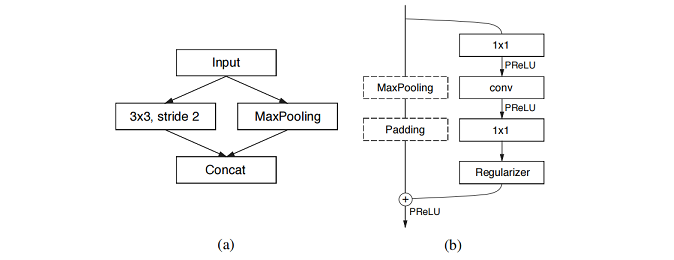 Input
3x3, stride 2
MaxPooling
Concat
(a)
1x1
PReLU
MaxPooling
conv
PReLU
Padding
1x1
Regularizer
+
PReLU
(b)